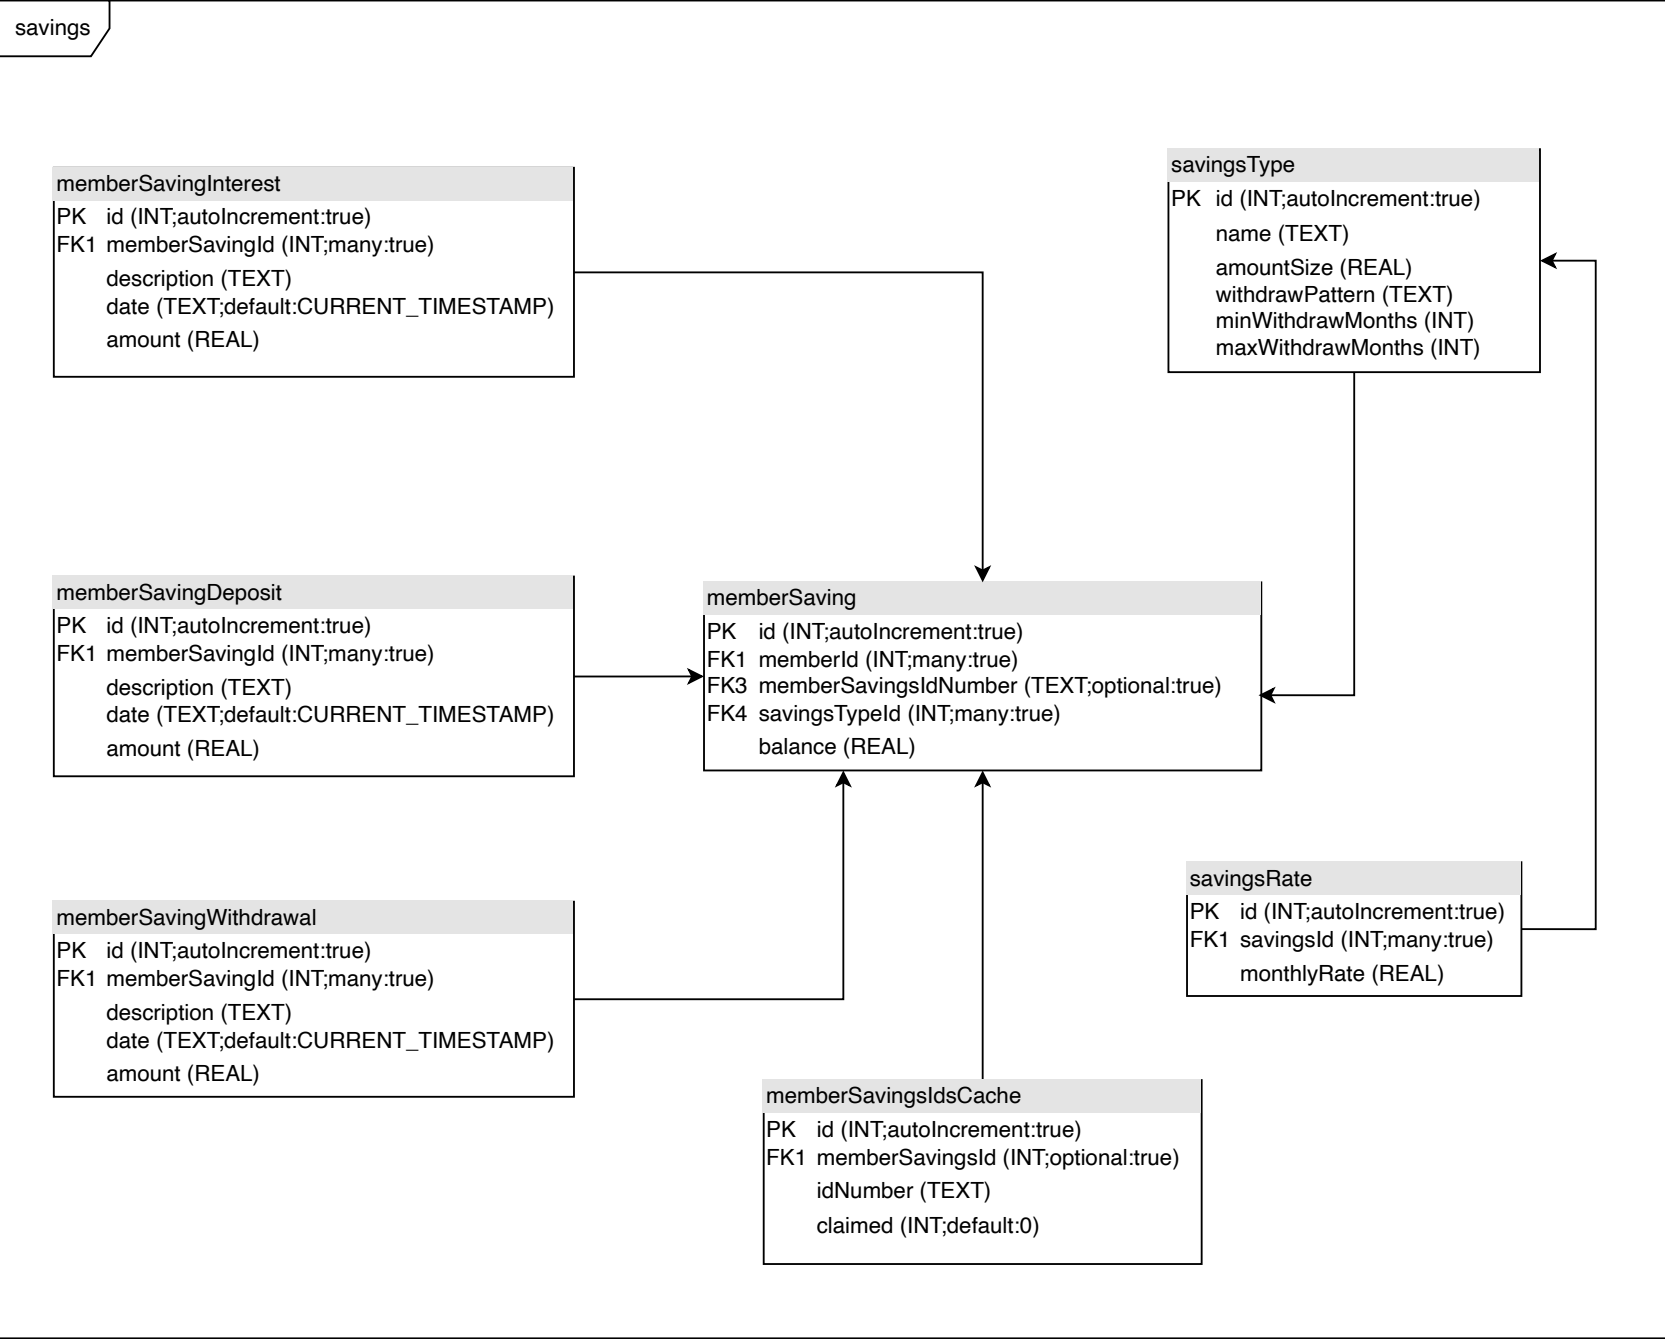 savings
memberSavingInterest
PK id (INT;autoIncrement:true)
FK1 memberSavingId (INT;many:true)
description (TEXT)
date (TEXT;default:CURRENT_TIMESTAMP)
amount (REAL)
savingsType
PK id (INT;autoIncrement:true)
name (TEXT)
amountSize (REAL)
withdrawPattern (TEXT)
minWithdrawMonths (INT)
maxWithdrawMonths (INT)
memberSavingDeposit
PK id (INT;autoIncrement:true)
FK1 memberSavingId (INT;many:true)
description (TEXT)
date (TEXT;default:CURRENT_TIMESTAMP)
amount (REAL)
memberSaving
PK id (INT;autoIncrement:true)
FK1 memberId (INT;many:true)
FK3 memberSavingsIdNumber (TEXT;optional:true)
FK4 savingsTypeId (INT;many:true)
balance (REAL)
memberSavingWithdrawal
PK id (INT;autoIncrement:true)
FK1 memberSavingId (INT;many:true)
description (TEXT)
date (TEXT;default:CURRENT_TIMESTAMP)
amount (REAL)
savingsRate
PK id (INT;autoIncrement:true)
FK1 savingsId (INT;many:true)
monthlyRate (REAL)
memberSavingsIdsCache
PK id (INT;autoIncrement:true)
FK1 memberSavingsId (INT;optional:true)
idNumber (TEXT)
claimed (INT;default:0)